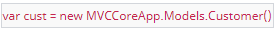 var cust = new MVCCoreApp.Models.Customer()